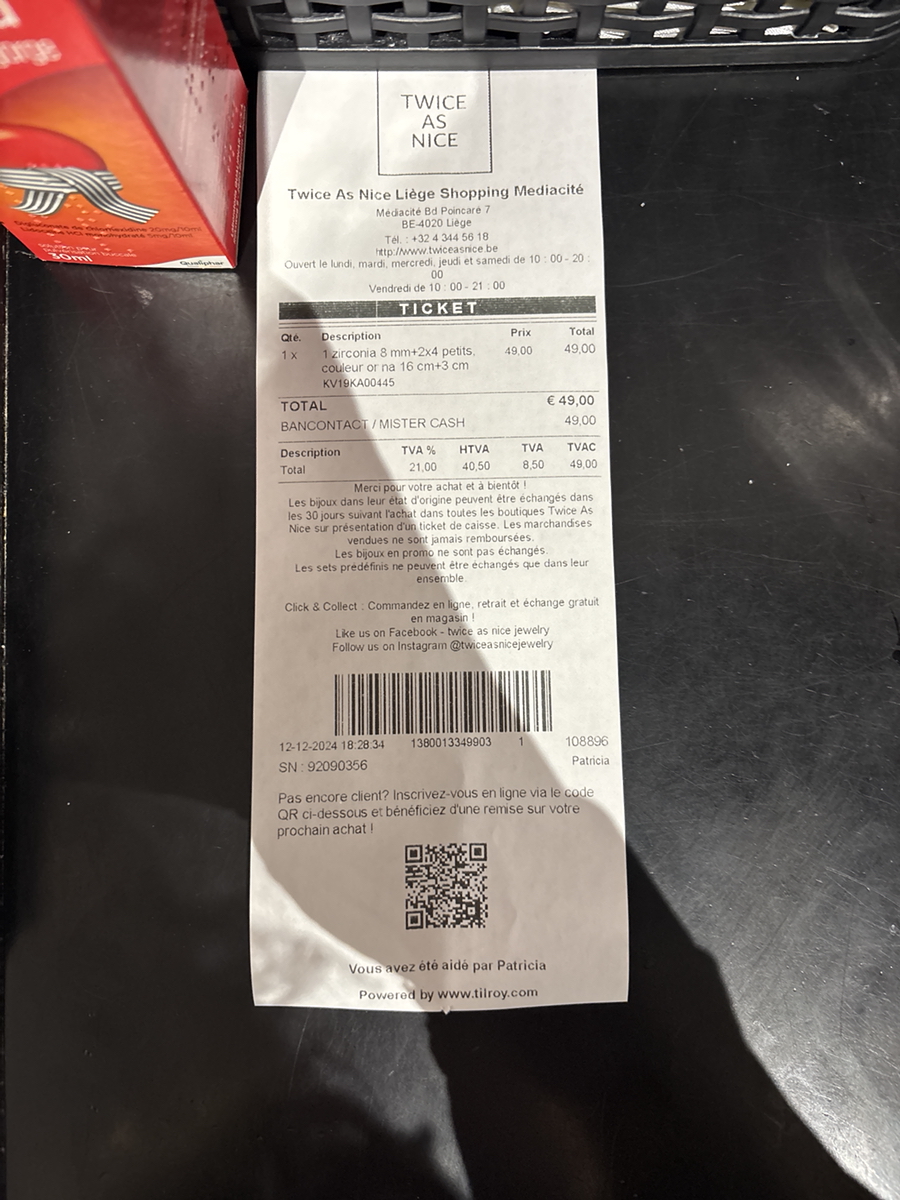 TWICE
AS
NICE
Twice As Nice Liège Shopping Mediacité
Médiacité Bd Poincaré 7
BE-4020 Liège
Tél. : +32 4 344 56 18
http://www.twiceasnice.be
Ouvert le lundi, mardi, mercredi, jeudi et samedi de 10 : 00 - 20 :
00
Vendredi de 10 : 00 - 21 : 00
TICKET
Qté. Description Prix Total
1 x 1 zirconia 8 mm+2x4 petits, 49,00 49,00
couleur or na 16 cm+3 cm
KV19KA00445
TOTAL € 49,00
BANCONTACT / MISTER CASH 49,00
Description TVA % HTVA TVA TVAC
Total 21,00 40,50 8,50 49,00
Merci pour votre achat et à bientôt !
Les bijoux dans leur état d'origine peuvent être échangés dans
les 30 jours suivant l'achat dans toutes les boutiques Twice As
Nice sur présentation d'un ticket de caisse. Les marchandises
vendues ne sont jamais remboursées.
Les bijoux en promo ne sont pas échangés.
Les sets prédéfinis ne peuvent être échangés que dans leur
ensemble.
Click & Collect : Commandez en ligne, retrait et échange gratuit
en magasin !
Like us on Facebook - twice as nice jewelry
Follow us on Instagram @twiceasnicejewelry
12-12-2024 18:28:34 1380013349903 1 108896
SN : 92090356 Patricia
Pas encore client? Inscrivez-vous en ligne via le code
QR ci-dessous et bénéficiez d'une remise sur votre
prochain achat !
Vous avez été aidé par Patricia
Powered by www.tilroy.com
30ml
Qualiphar